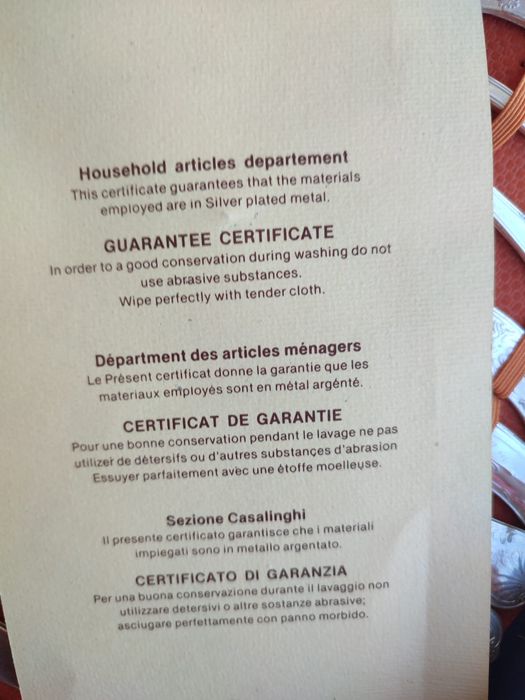 Household articles departement
This certificate guarantees that the materials
employed are in Silver plated metal.
GUARANTEE CERTIFICATE
In order to a good conservation during washing do not
use abrasive substances.
Wipe perfectly with tender cloth.
Départment des articles ménagers
Le Présent certificat donne la garantie que les
materiaux employés sont en métal argénté.
CERTIFICAT DE GARANTIE
Pour une bonne conservation pendant le lavage ne pas
utilizer de détersifs ou d'autres substances d'abrasion
Essuyer parfaitement avec une étoffe moelleuse.
Sezione Casalinghi
Il presente certificato garantisce che i materiali
impiegati sono in metallo argentato.
CERTIFICATO DI GARANZIA
Per una buona conservazione durante il lavaggio non
utilizzare detersivi o altre sostanze abrasive;
asciugare perfettamente con panno morbido.